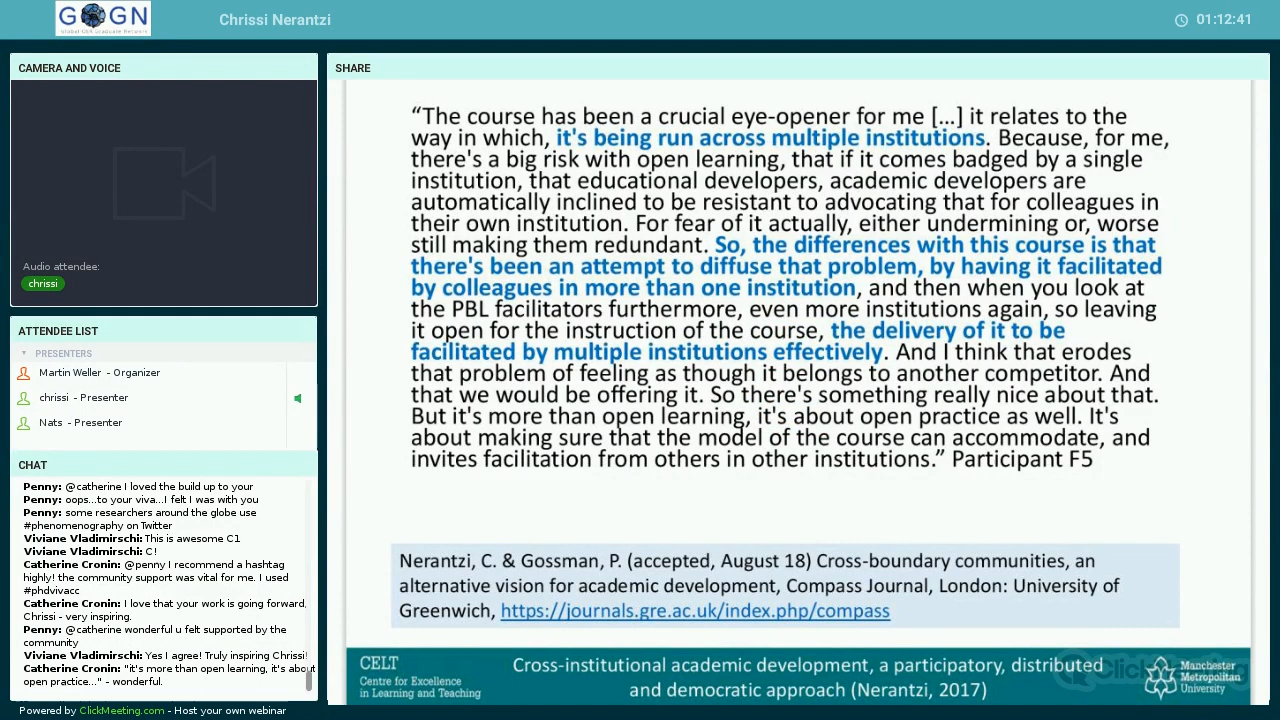 GOGN
Global OER Graduate Network
Chrissi Nerantzi
01:12:41
CAMERA AND VOICE
Audio attendee:
chrissi
ATTENDEE LIST
PRESENTERS
Martin Weller - Organizer
chrissi - Presenter
Nats - Presenter
CHAT
Penny: @catherine I loved the build up to your
Penny: oops...to your viva...I felt I was with you
Penny: some researchers around the globe use
#phenomenography on Twitter
Viviane Vladimirschi: This is awesome C1
Viviane Vladimirschi: C!
Catherine Cronin: @penny I recommend a hashtag
highly! the community support was vital for me. I used
#phdvivacc
Catherine Cronin: I love that your work is going forward,
Chrissi - very inspiring.
Penny: @catherine wonderful u felt supported by the
community
Viviane Vladimirschi: Yes I agree! Truly inspiring Chrissi!
Catherine Cronin: "it's more than open learning, it's about
open practice..." - wonderful.
Powered by ClickMeeting.com - Host your own webinar
SHARE
“The course has been a crucial eye-opener for me […] it relates to the
way in which, it's being run across multiple institutions. Because, for me,
there's a big risk with open learning, that if it comes badged by a single
institution, that educational developers, academic developers are
automatically inclined to be resistant to advocating that for colleagues in
their own institution. For fear of it actually, either undermining or, worse
still making them redundant. So, the differences with this course is that
there's been an attempt to diffuse that problem, by having it facilitated
by colleagues in more than one institution, and then when you look at
the PBL facilitators furthermore, even more institutions again, so leaving
it open for the instruction of the course, the delivery of it to be
facilitated by multiple institutions effectively. And I think that erodes
that problem of feeling as though it belongs to another competitor. And
that we would be offering it. So there's something really nice about that.
But it's more than open learning, it's about open practice as well. It's
about making sure that the model of the course can accommodate, and
invites facilitation from others in other institutions.” Participant F5
Nerantzi, C. & Gossman, P. (accepted, August 18) Cross-boundary communities, an
alternative vision for academic development, Compass Journal, London: University of
Greenwich, https://journals.gre.ac.uk/index.php/compass
CELT
Centre for Excellence
in Learning and Teaching
Cross-institutional academic development, a participatory, distributed
and democratic approach (Nerantzi, 2017)
ClickMeeting
Manchester
Metropolitan
University